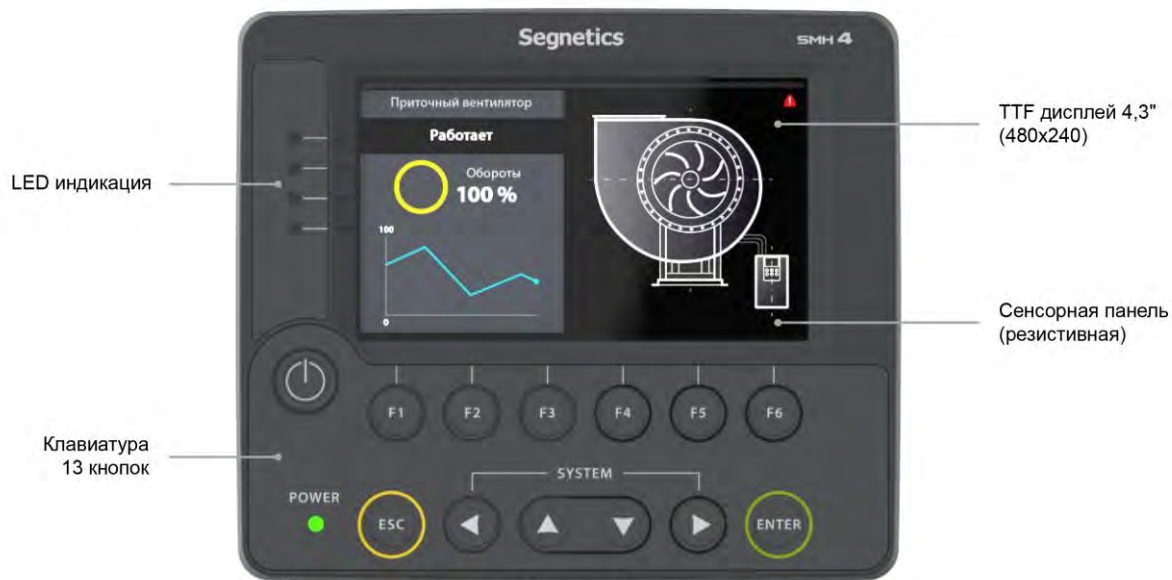 Segnetics
SMH 4
Приточный вентилятор
Работает
Обороты
100 %
100
0
LED индикация
TTF дисплей 4,3"
(480x240)
Сенсорная панель
(резистивная)
Клавиатура
13 кнопок
F1
F2
F3
F4
F5
F6
SYSTEM
POWER
ESC
ENTER